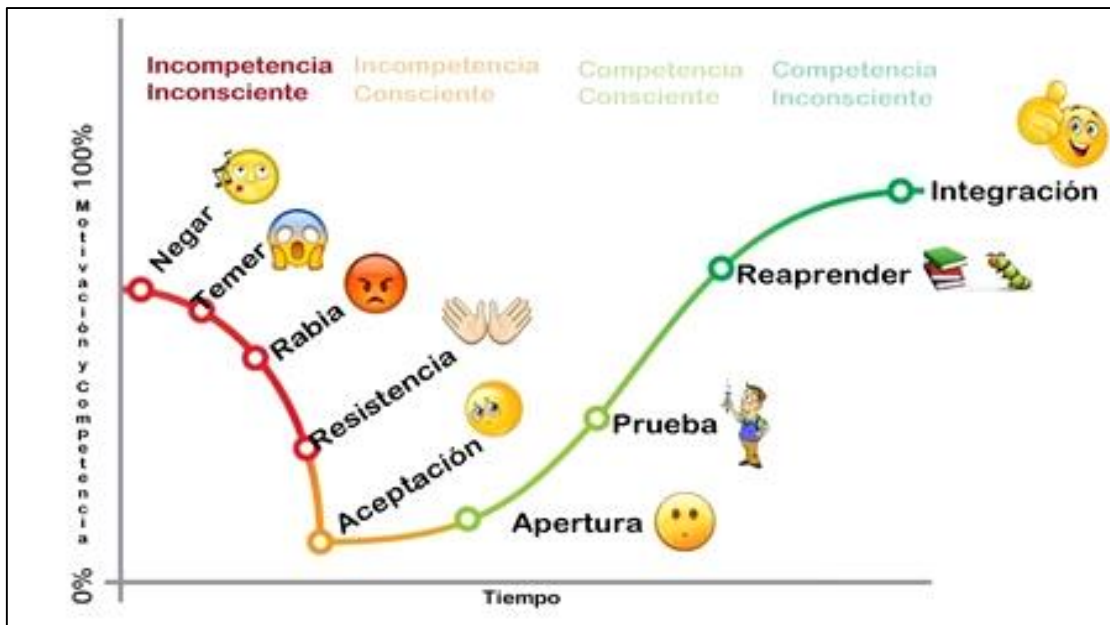 Incompetencia
Inconsciente
Incompetencia
Consciente
Competencia
Consciente
Competencia
Inconsciente
100%
Motivación y Competencia
0%
Negar
Temer
Rabia
Resistencia
Aceptación
Apertura
Prueba
Reaprender
Integración
Tiempo